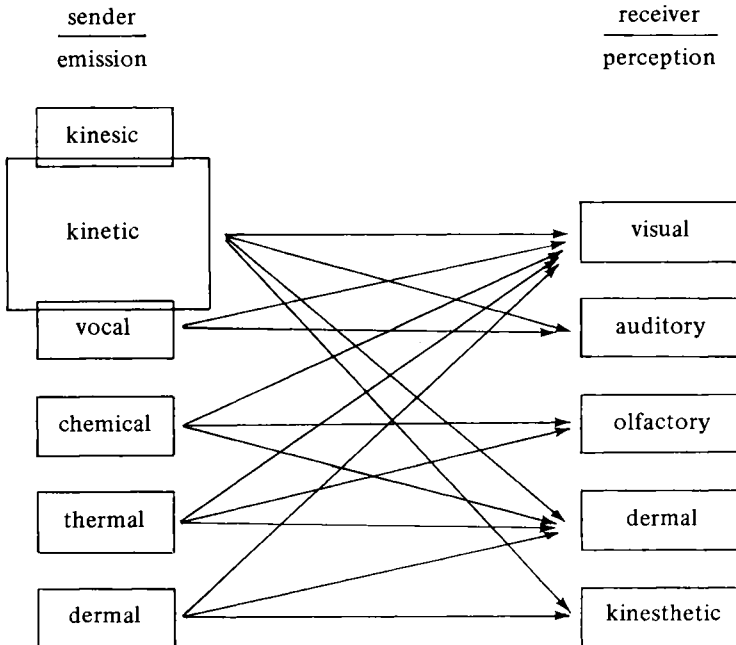 sender
emission
receiver
perception
kinesic
kinetic
vocal
chemical
thermal
dermal
visual
auditory
olfactory
dermal
kinesthetic